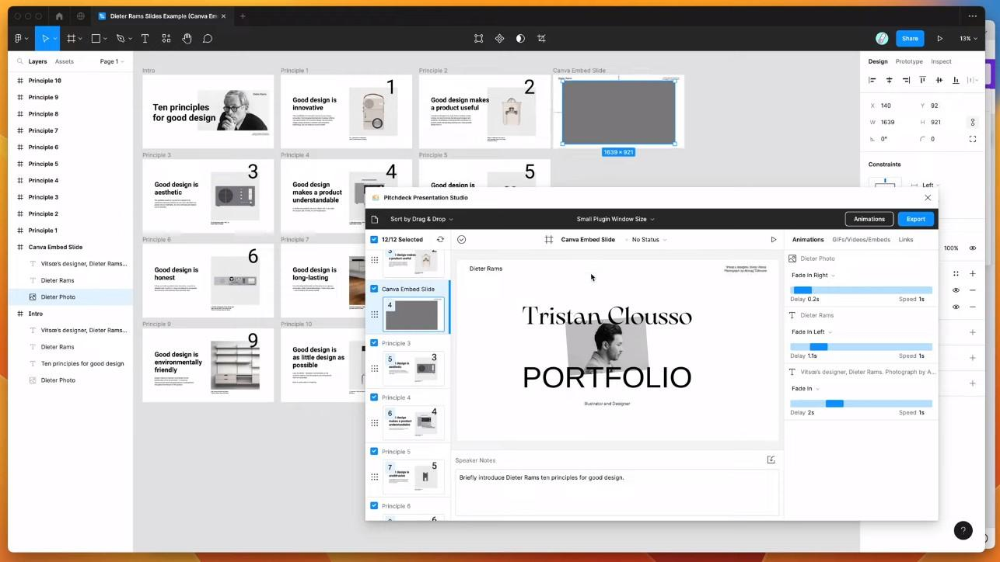 Dieter Rams Slides Example (Canva Em
Share
13%
Layers
Assets
Page 1
Principle 10
Principle 9
Principle 8
Principle 7
Principle 6
Principle 5
Principle 4
Principle 3
Principle 2
Principle 1
Canva Embed Slide
Vitsœ's designer, Dieter Rams...
Dieter Rams
Dieter Photo
Intro
Vitsœ's designer, Dieter Rams...
Dieter Rams
Ten principles for good design
Dieter Photo
Intro
Ten principles
for good design
Dieter Rams
Principle 1
1
Good design is
innovative
Principle 2
2
Good design makes
a product useful
Canva Embed Slide
Dieter Rams
1639 × 921
Principle 3
3
Good design is
aesthetic
Principle 4
4
Good design
makes a product
understandable
Principle 5
5
Good design is
Principle 6
6
Good design is
honest
Principle 7
Good design is
long-lasting
Principle 9
9
Good design is
environmentally
friendly
Principle 10
Good design is
as little design as
possible
Design
Prototype
Inspect
X 140
Y 92
W 1639
H 921
0°
0
Constraints
Left
100%
Pitchdeck Presentation Studio
Sort by Drag & Drop
Small Plugin Window Size
Animations
Export
12/12 Selected
Canva Embed Slide
No Status
Canva Embed Slide
4
Principle 3
5
3
Principle 4
6
4
Principle 5
7
5
Principle 6
6
Dieter Rams
Vitsœ's designer, Dieter Rams.
Tristan Clousso
PORTFOLIO
Illustrator and Designer
Speaker Notes
Briefly introduce Dieter Rams ten principles for good design.
Animations
GIFs/Videos/Embeds
Links
Dieter Photo
Fade In Right
Delay 0.2s
Speed 1s
Dieter Rams
Fade In Left
Delay 1.1s
Speed 1s
Vitsœ's designer, Dieter Rams. Photograph by A...
Fade In
Delay 2s
Speed 1s
?